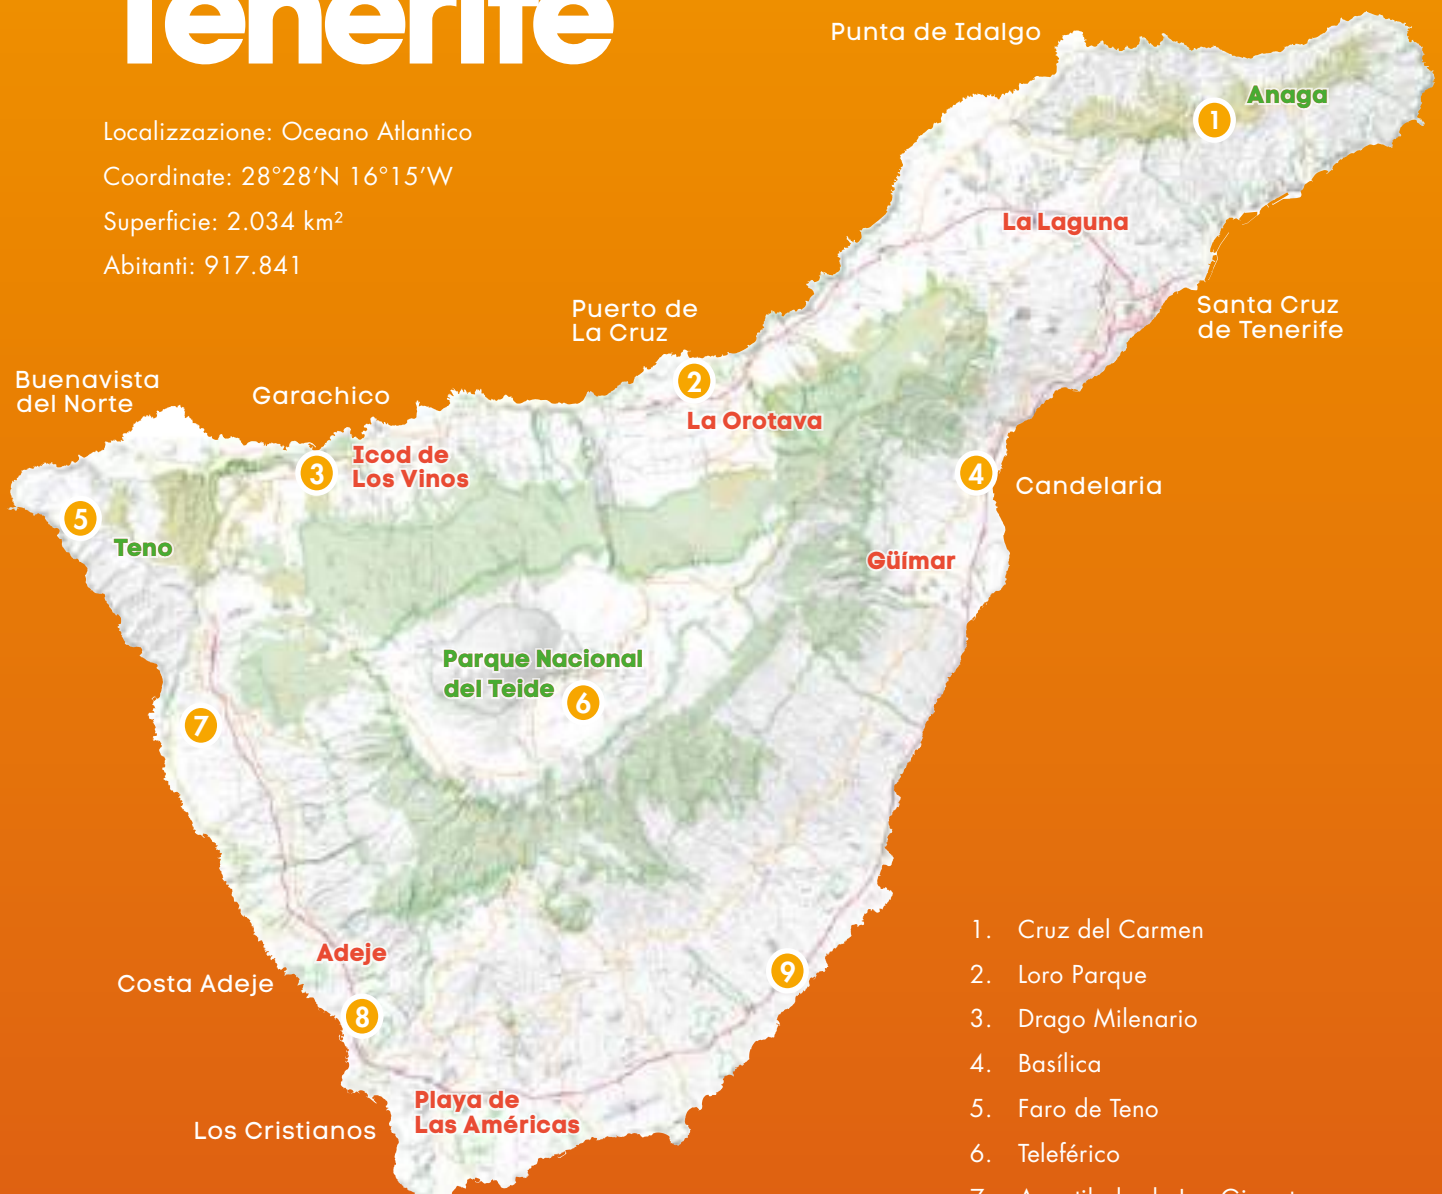 Tenerife
Localizzazione: Oceano Atlantico
Coordinate: 28°28’N 16°15’W
Superficie: 2.034 km²
Abitanti: 917.841
Punta de Idalgo
Anaga
1
La Laguna
Santa Cruz
de Tenerife
Puerto de
La Cruz
2
La Orotava
Buenavista
del Norte
Garachico
3
Icod de
Los Vinos
4
Candelaria
5
Teno
Güímar
Parque Nacional
del Teide
6
7
Adeje
Costa Adeje
8
9
Playa de
Las Américas
Los Cristianos
1. Cruz del Carmen
2. Loro Parque
3. Drago Milenario
4. Basílica
5. Faro de Teno
6. Teleférico